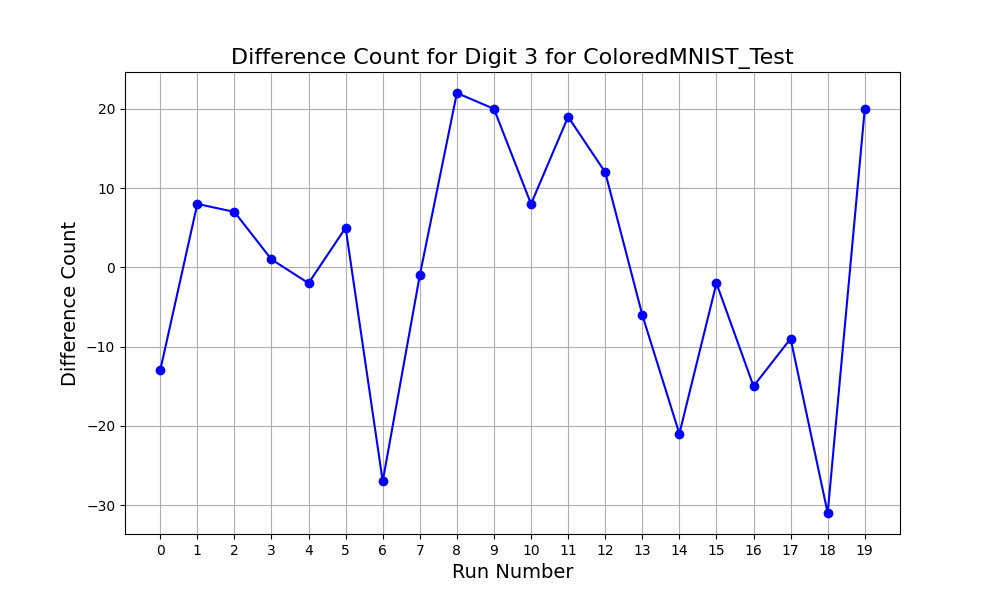 Difference Count for Digit 3 for ColoredMNIST_Test
Difference Count
20
10
0
−10
−20
−30
0 1 2 3 4 5 6 7 8 9 10 11 12 13 14 15 16 17 18 19
Run Number